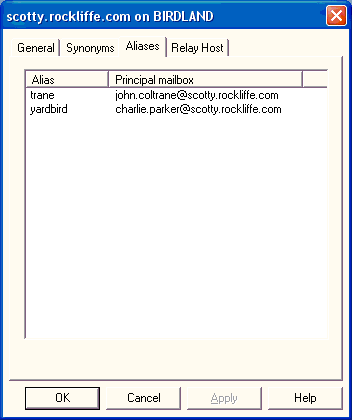 scotty.rockliffe.com on BIRDLAND
General Synonyms Aliases Relay Host
Alias Principal mailbox
trane john.coltrane@scotty.rockliffe.com
yardbird charlie.parker@scotty.rockliffe.com
OK Cancel Apply Help